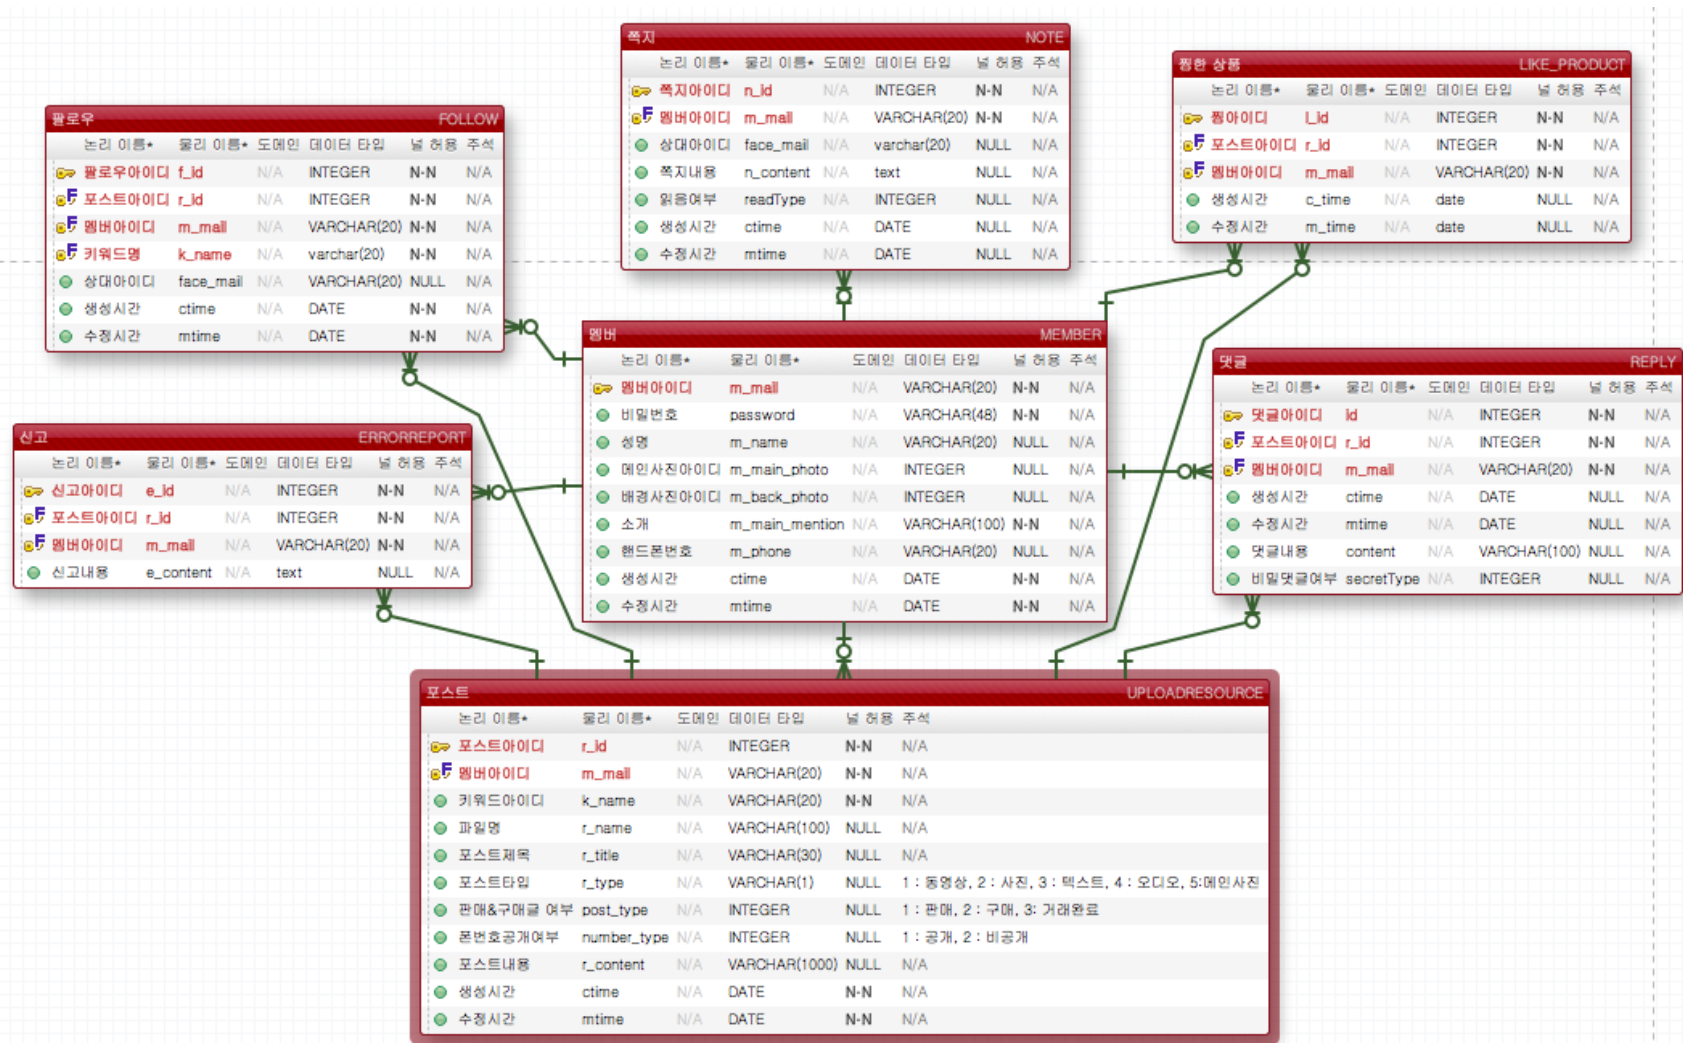 쪽지 NOTE
논리 이름* 물리 이름* 도메인 데이터 타입 널 허용 주석
쪽지아이디 n_id N/A INTEGER N-N N/A
멤버아이디 m_mail N/A VARCHAR(20) N-N N/A
상대아이디 face_mail N/A varchar(20) NULL N/A
쪽지내용 n_content N/A text NULL N/A
읽음여부 readType N/A INTEGER NULL N/A
생성시간 ctime N/A DATE NULL N/A
수정시간 mtime N/A DATE NULL N/A
찜한 상품 LIKE_PRODUCT
논리 이름* 물리 이름* 도메인 데이터 타입 널 허용 주석
찜아이디 l_id N/A INTEGER N-N N/A
포스트아이디 r_id N/A INTEGER N-N N/A
멤버아이디 m_mail N/A VARCHAR(20) N-N N/A
생성시간 c_time N/A date NULL N/A
수정시간 m_time N/A date NULL N/A
팔로우 FOLLOW
논리 이름* 물리 이름* 도메인 데이터 타입 널 허용 주석
팔로우아이디 f_id N/A INTEGER N-N N/A
포스트아이디 r_id N/A INTEGER N-N N/A
멤버아이디 m_mail N/A VARCHAR(20) N-N N/A
키워드명 k_name N/A varchar(20) N-N N/A
상대아이디 face_mail N/A VARCHAR(20) NULL N/A
생성시간 ctime N/A DATE N-N N/A
수정시간 mtime N/A DATE N-N N/A
멤버 MEMBER
논리 이름* 물리 이름* 도메인 데이터 타입 널 허용 주석
멤버아이디 m_mail N/A VARCHAR(20) N-N N/A
비밀번호 password N/A VARCHAR(48) N-N N/A
성명 m_name N/A VARCHAR(20) NULL N/A
메인사진아이디 m_main_photo N/A INTEGER NULL N/A
배경사진아이디 m_back_photo N/A INTEGER NULL N/A
소개 m_main_mention N/A VARCHAR(100) N-N N/A
핸드폰번호 m_phone N/A VARCHAR(20) NULL N/A
생성시간 ctime N/A DATE N-N N/A
수정시간 mtime N/A DATE N-N N/A
댓글 REPLY
논리 이름* 물리 이름* 도메인 데이터 타입 널 허용 주석
댓글아이디 id N/A INTEGER N-N N/A
포스트아이디 r_id N/A INTEGER N-N N/A
멤버아이디 m_mail N/A VARCHAR(20) N-N N/A
생성시간 ctime N/A DATE NULL N/A
수정시간 mtime N/A DATE NULL N/A
댓글내용 content N/A VARCHAR(100) NULL N/A
비밀댓글여부 secretType N/A INTEGER NULL N/A
신고 ERRORREPORT
논리 이름* 물리 이름* 도메인 데이터 타입 널 허용 주석
신고아이디 e_id N/A INTEGER N-N N/A
포스트아이디 r_id N/A INTEGER N-N N/A
멤버아이디 m_mail N/A VARCHAR(20) N-N N/A
신고내용 e_content N/A text NULL N/A
포스트 UPLOADRESOURCE
논리 이름* 물리 이름* 도메인 데이터 타입 널 허용 주석
포스트아이디 r_id N/A INTEGER N-N N/A
멤버아이디 m_mail N/A VARCHAR(20) N-N N/A
키워드아이디 k_name N/A VARCHAR(20) N-N N/A
파일명 r_name N/A VARCHAR(100) NULL N/A
포스트제목 r_title N/A VARCHAR(30) NULL N/A
포스트타입 r_type N/A VARCHAR(1) NULL 1 : 동영상, 2 : 사진, 3 : 텍스트, 4 : 오디오, 5:메인사진
판매&구매글 여부 post_type N/A INTEGER NULL 1 : 판매, 2 : 구매, 3: 거래완료
폰번호공개여부 number_type N/A INTEGER NULL 1 : 공개, 2 : 비공개
포스트내용 r_content N/A VARCHAR(1000) NULL N/A
생성시간 ctime N/A DATE N-N N/A
수정시간 mtime N/A DATE N-N N/A